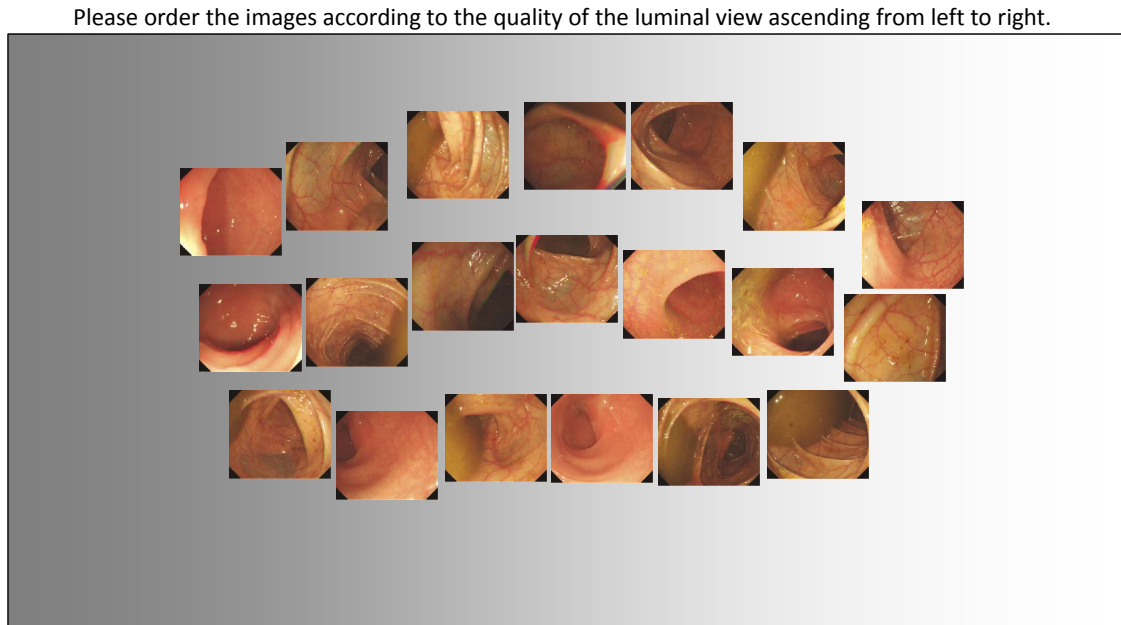 Please order the images according to the quality of the luminal view ascending from left to right.